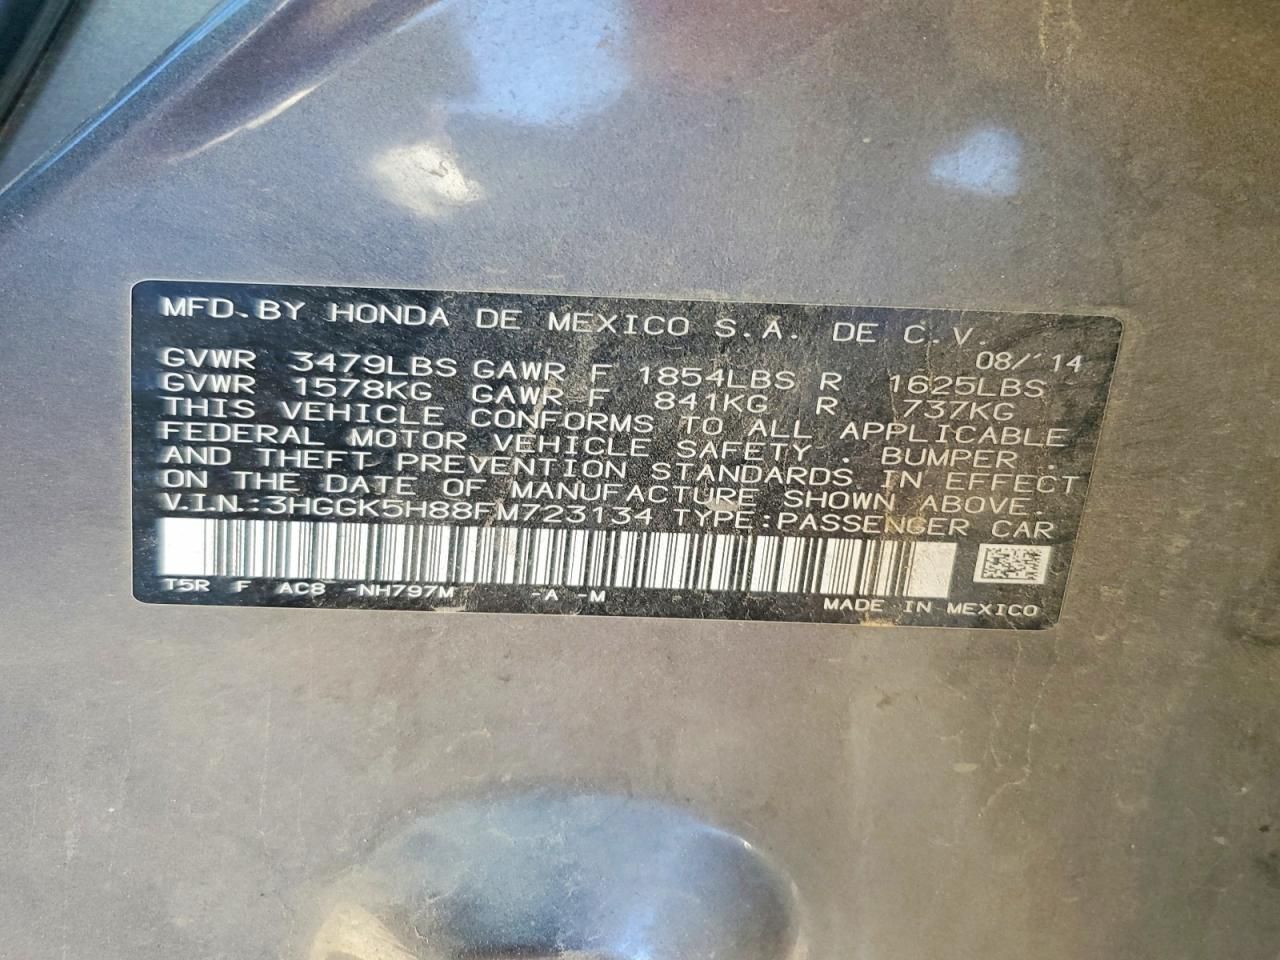 MFD. BY HONDA DE MEXICO S.A. DE C.V.
08/'14
GVWR 3479LBS GAWR F 1854LBS R 1625LBS
GVWR 1578KG GAWR F 841KG R 737KG
THIS VEHICLE CONFORMS TO ALL APPLICABLE
FEDERAL MOTOR VEHICLE SAFETY , BUMPER ,
AND THEFT PREVENTION STANDARDS IN EFFECT
ON THE DATE OF MANUFACTURE SHOWN ABOVE.
V.I.N.:3HGGK5H88FM723134 TYPE:PASSENGER CAR
T5R F AC8 -NH797M -A -M
MADE IN MEXICO